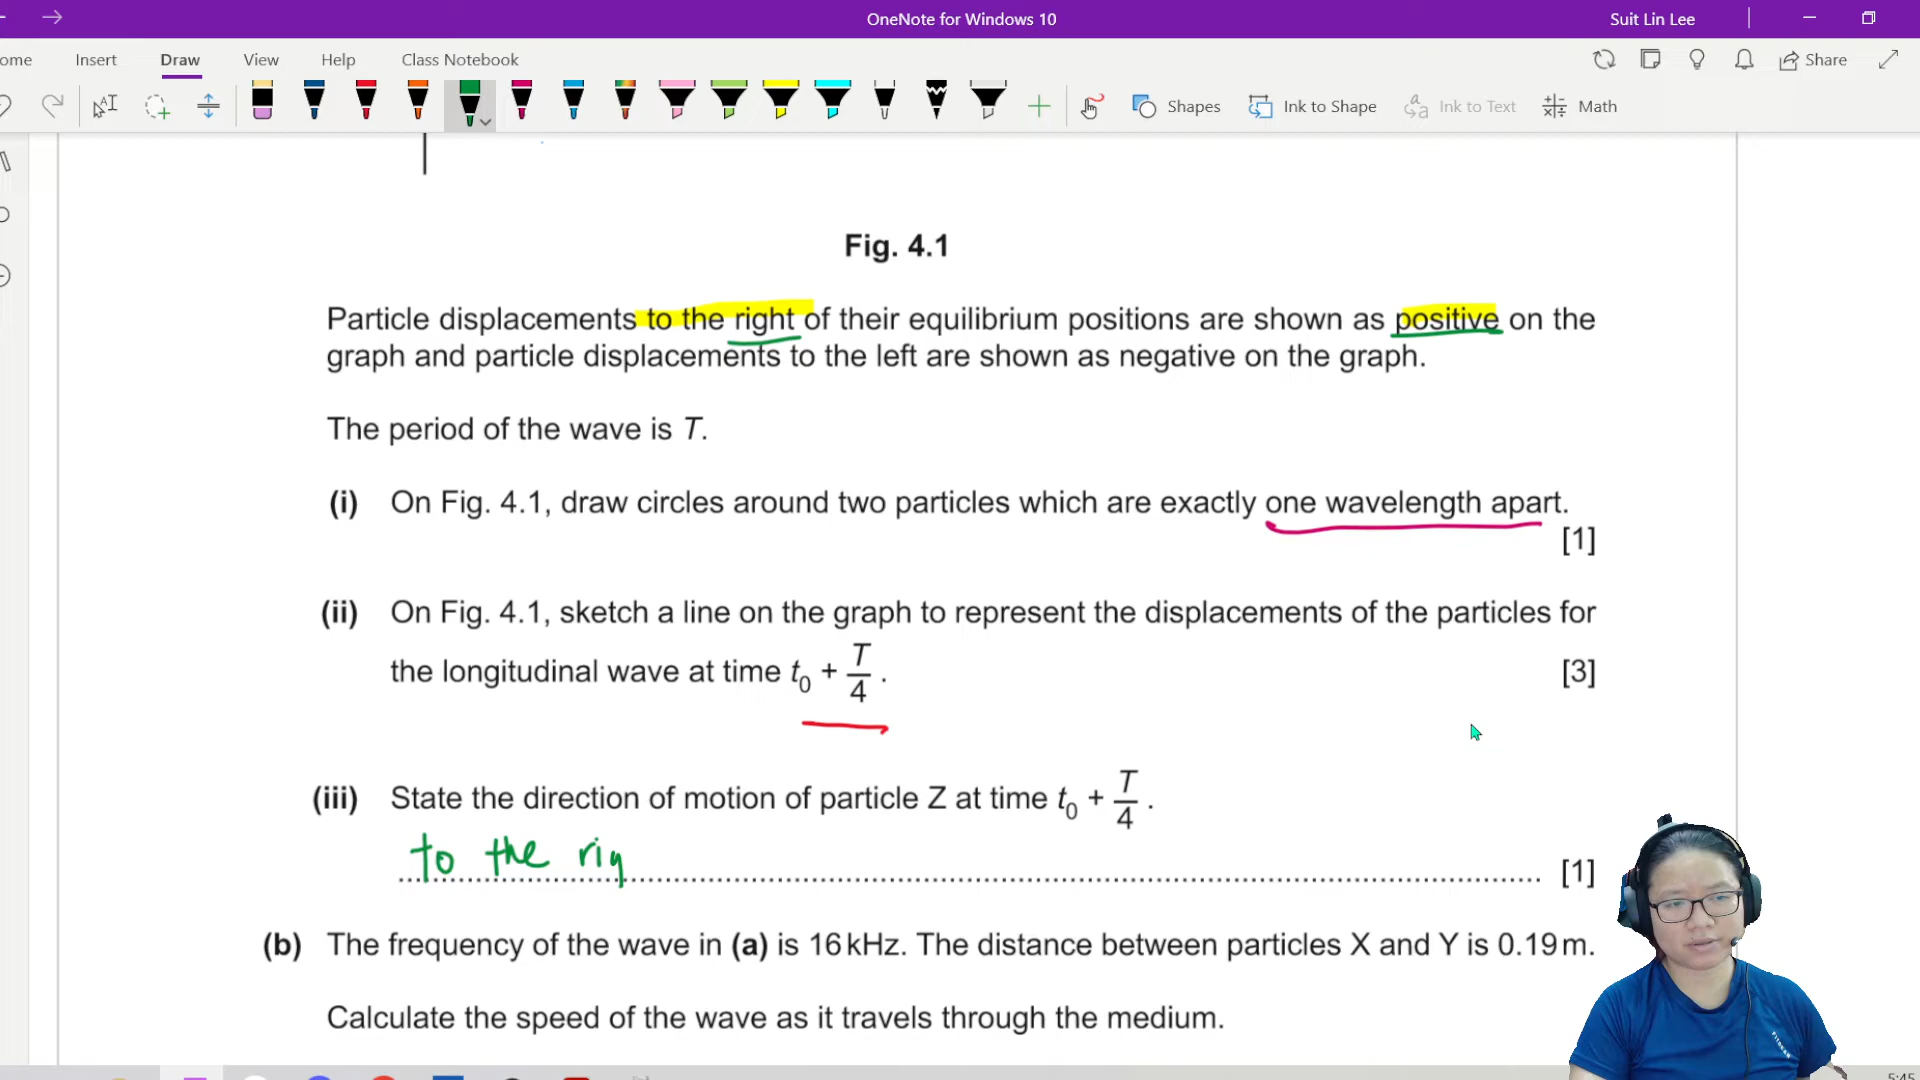 OneNote for Windows 10
Suit Lin Lee
ome Insert Draw View Help Class Notebook
Share
Shapes Ink to Shape Ink to Text Math
Fig. 4.1
Particle displacements to the right of their equilibrium positions are shown as positive on the
graph and particle displacements to the left are shown as negative on the graph.
The period of the wave is T.
(i) On Fig. 4.1, draw circles around two particles which are exactly one wavelength apart.
[1]
(ii) On Fig. 4.1, sketch a line on the graph to represent the displacements of the particles for
the longitudinal wave at time t₀ + T/4. [3]
(iii) State the direction of motion of particle Z at time t₀ + T/4.
to the rig
[1]
(b) The frequency of the wave in (a) is 16 kHz. The distance between particles X and Y is 0.19 m.
Calculate the speed of the wave as it travels through the medium.